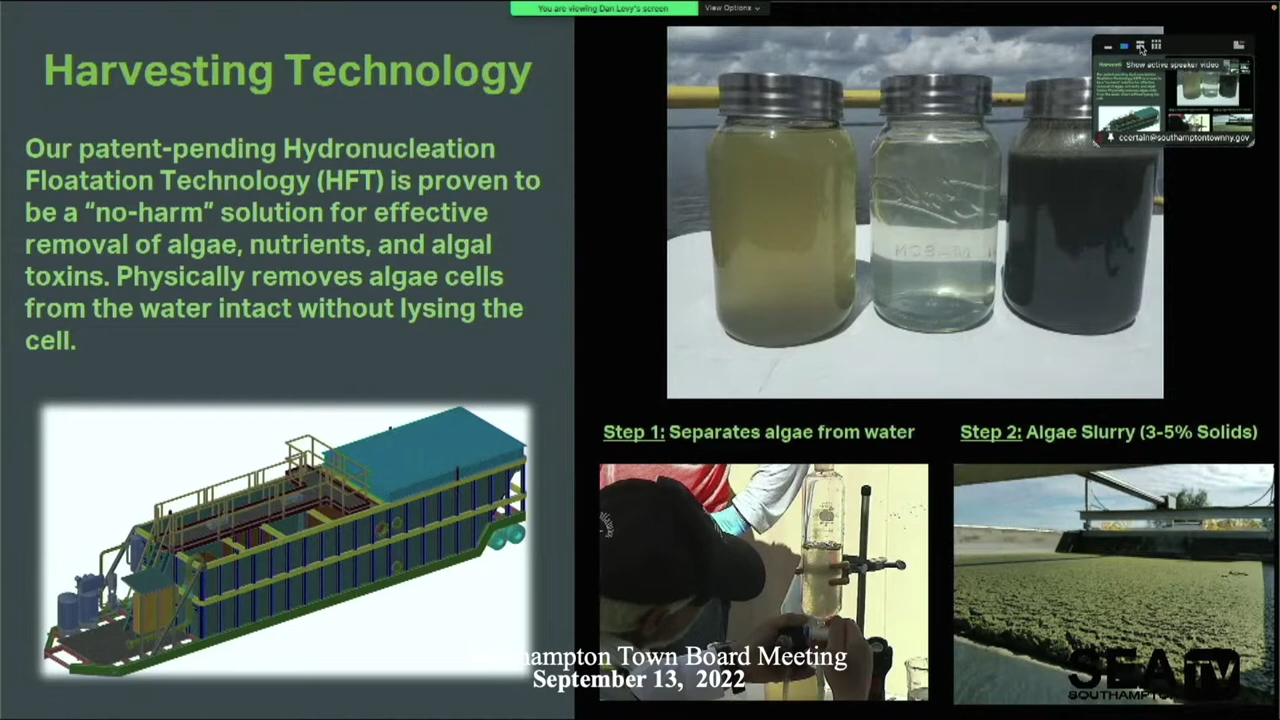 You are viewing Dan Levy's screen
View Options
Harvesting Technology
Our patent-pending Hydronucleation
Floatation Technology (HFT) is proven to
be a “no-harm” solution for effective
removal of algae, nutrients, and algal
toxins. Physically removes algae cells
from the water intact without lysing the
cell.
Show active speaker video
ccertain@southamptontownny.gov
Step 1: Separates algae from water
Step 2: Algae Slurry (3-5% Solids)
Town Board Meeting
September 13, 2022
SEA TV
SOUTHAMPTON